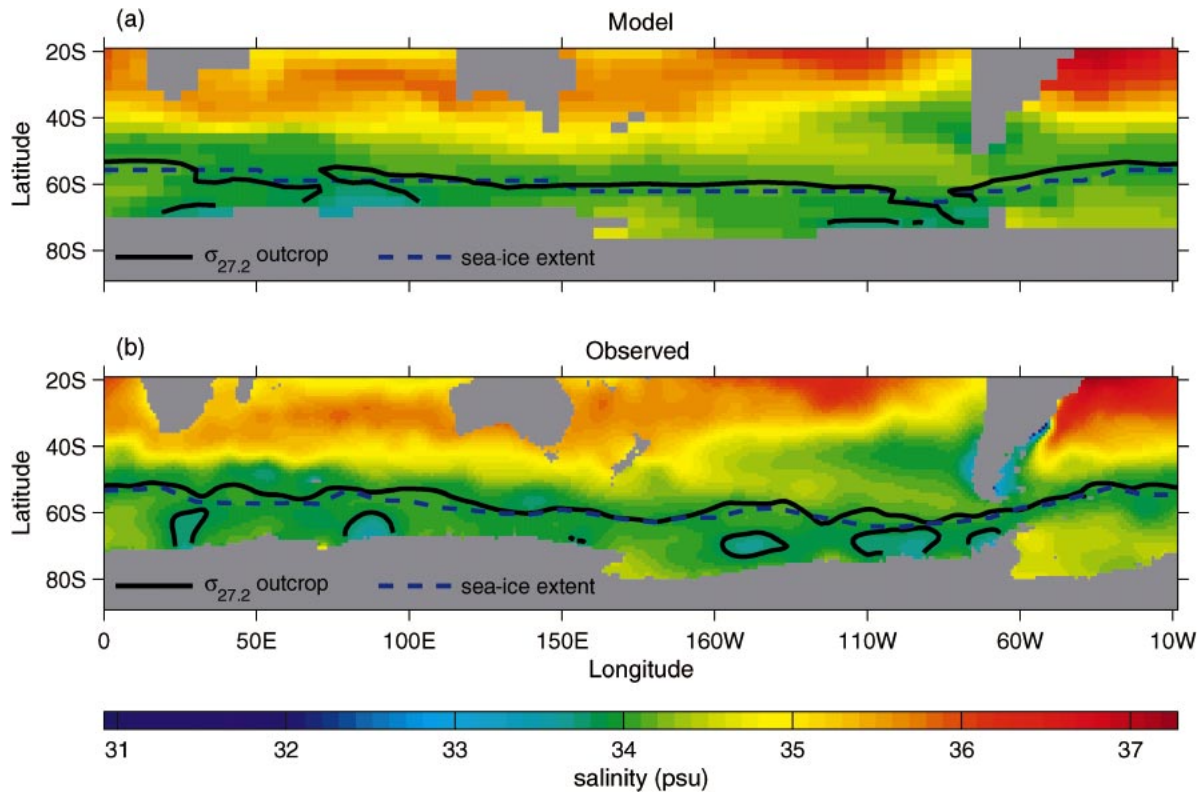 (a)
Model
20S
40S
60S
80S
Latitude
σ27.2 outcrop
sea-ice extent
(b)
Observed
20S
40S
60S
80S
Latitude
σ27.2 outcrop
sea-ice extent
0 50E 100E 150E 160W 110W 60W 10W
Longitude
31 32 33 34 35 36 37
salinity (psu)